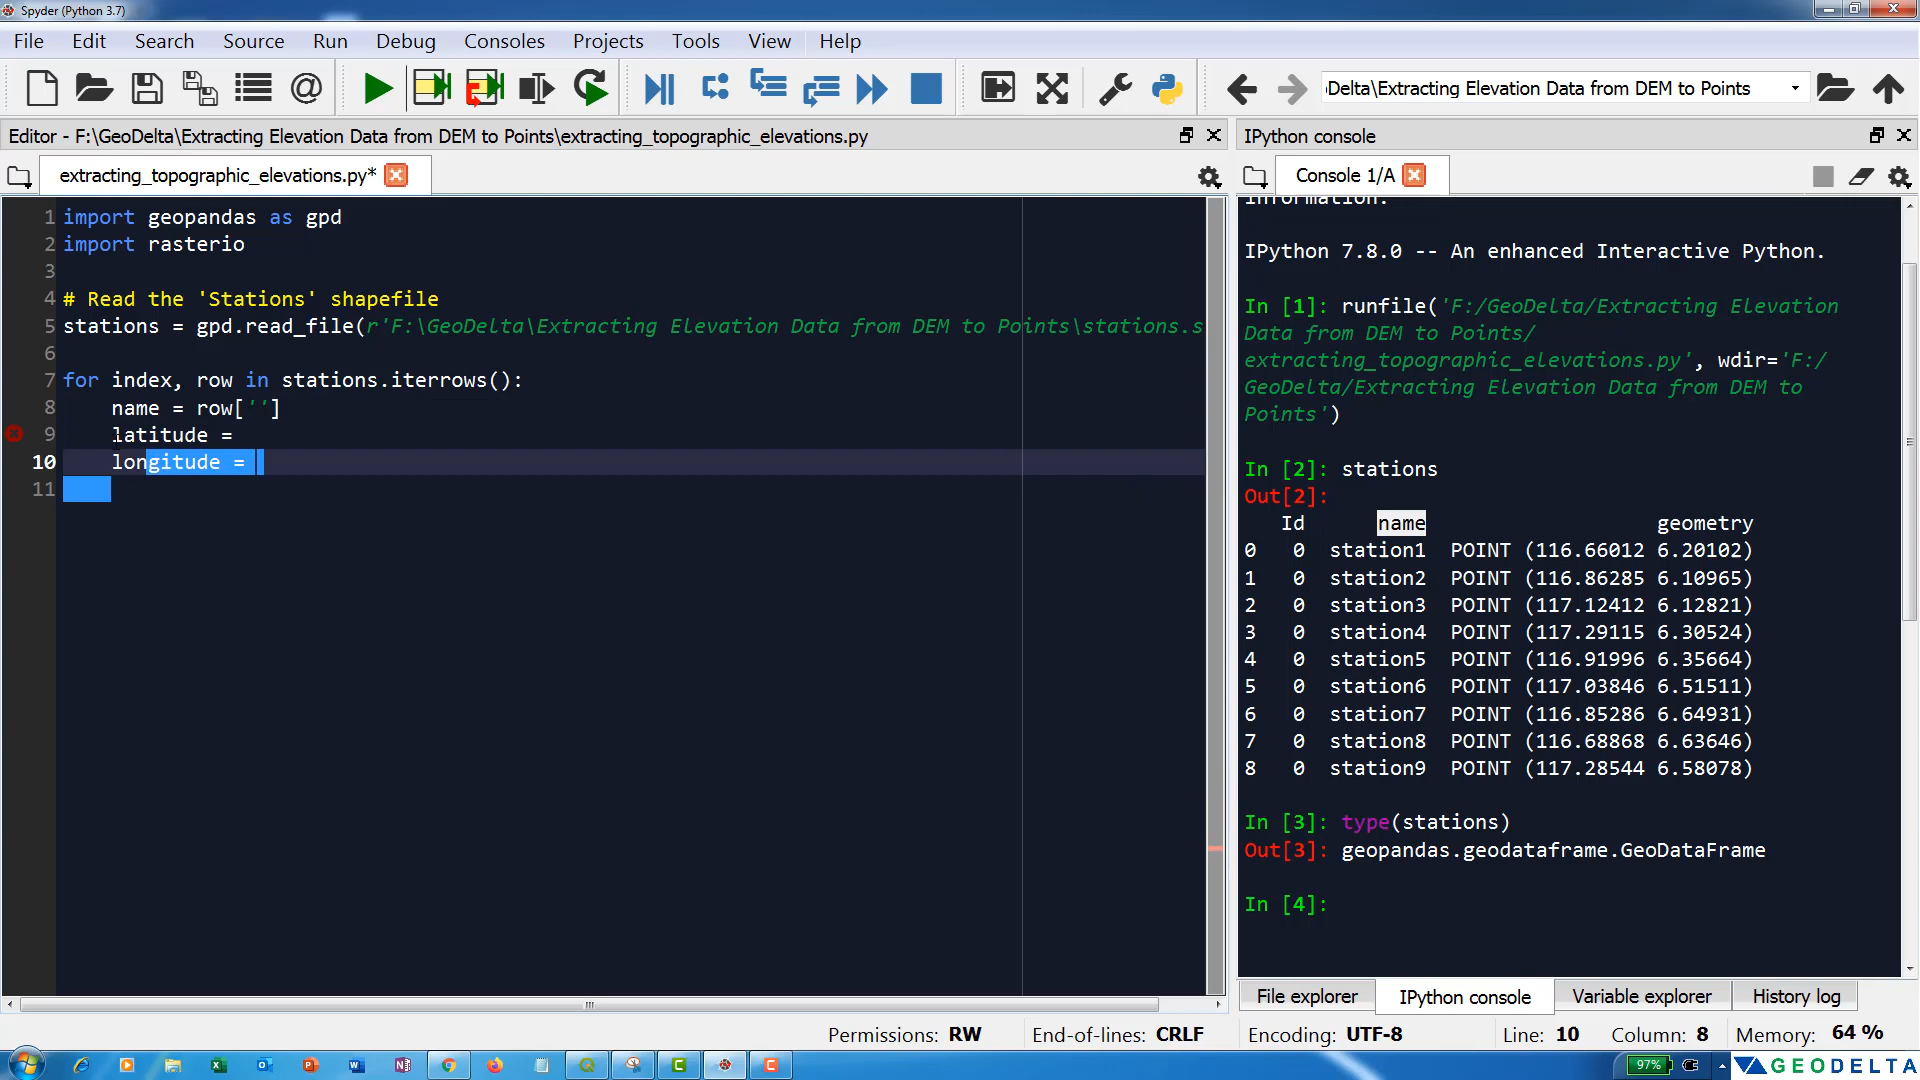 Spyder (Python 3.7)
File Edit Search Source Run Debug Consoles Projects Tools View Help
Delta\Extracting Elevation Data from DEM to Points
Editor - F:\GeoDelta\Extracting Elevation Data from DEM to Points\extracting_topographic_elevations.py
extracting_topographic_elevations.py*
1 import geopandas as gpd
2 import rasterio
3
4 # Read the 'Stations' shapefile
5 stations = gpd.read_file(r'F:\GeoDelta\Extracting Elevation Data from DEM to Points\stations.s
6
7 for index, row in stations.iterrows():
8 name = row['']
9 latitude =
10 longitude =
11
IPython console
Console 1/A
information.
IPython 7.8.0 -- An enhanced Interactive Python.
In [1]: runfile('F:/GeoDelta/Extracting Elevation
Data from DEM to Points/
extracting_topographic_elevations.py', wdir='F:/
GeoDelta/Extracting Elevation Data from DEM to
Points')
In [2]: stations
Out[2]:
Id name geometry
0 0 station1 POINT (116.66012 6.20102)
1 0 station2 POINT (116.86285 6.10965)
2 0 station3 POINT (117.12412 6.12821)
3 0 station4 POINT (117.29115 6.30524)
4 0 station5 POINT (116.91996 6.35664)
5 0 station6 POINT (117.03846 6.51511)
6 0 station7 POINT (116.85286 6.64931)
7 0 station8 POINT (116.68868 6.63646)
8 0 station9 POINT (117.28544 6.58078)
In [3]: type(stations)
Out[3]: geopandas.geodataframe.GeoDataFrame
In [4]:
File explorer IPython console Variable explorer History log
Permissions: RW End-of-lines: CRLF Encoding: UTF-8 Line: 10 Column: 8 Memory: 64 %
97% GEODELTA